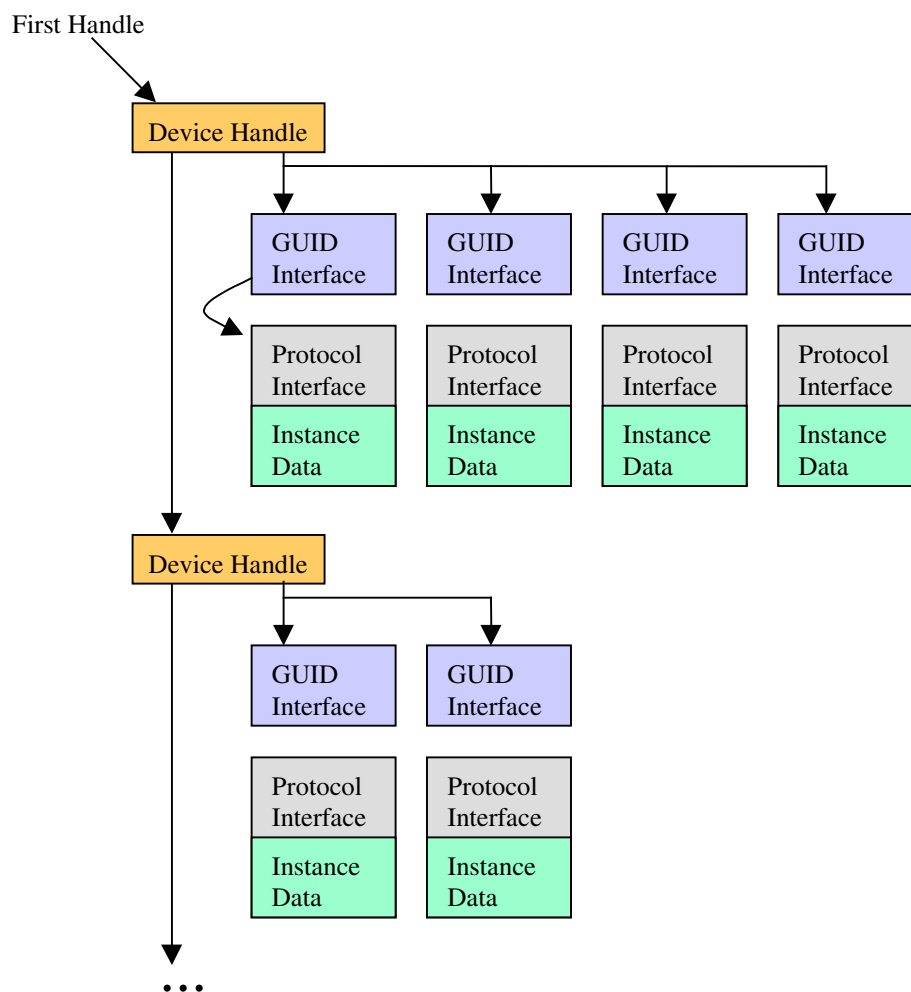 First Handle
Device Handle
GUID GUID GUID GUID
Interface Interface Interface Interface
Protocol Protocol Protocol Protocol
Interface Interface Interface Interface
Instance Instance Instance Instance
Data Data Data Data
Device Handle
GUID GUID
Interface Interface
Protocol Protocol
Interface Interface
Instance Instance
Data Data
...